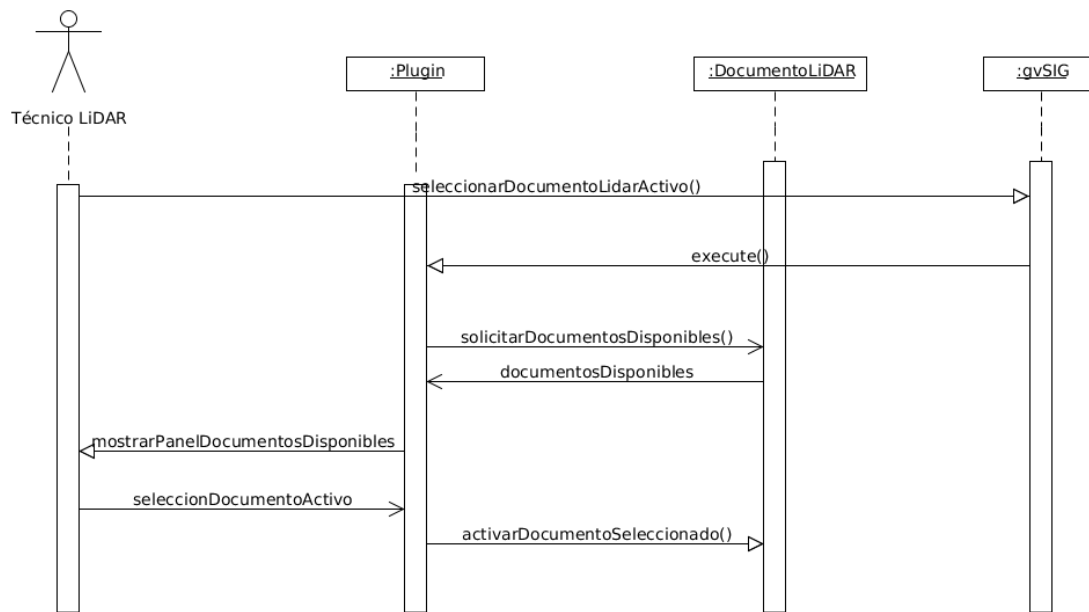 :Plugin
:DocumentoLiDAR
:gvSIG
Técnico LiDAR
seleccionarDocumentoLidarActivo()
execute()
solicitarDocumentosDisponibles()
documentosDisponibles
mostrarPanelDocumentosDisponibles
seleccionDocumentoActivo
activarDocumentoSeleccionado()